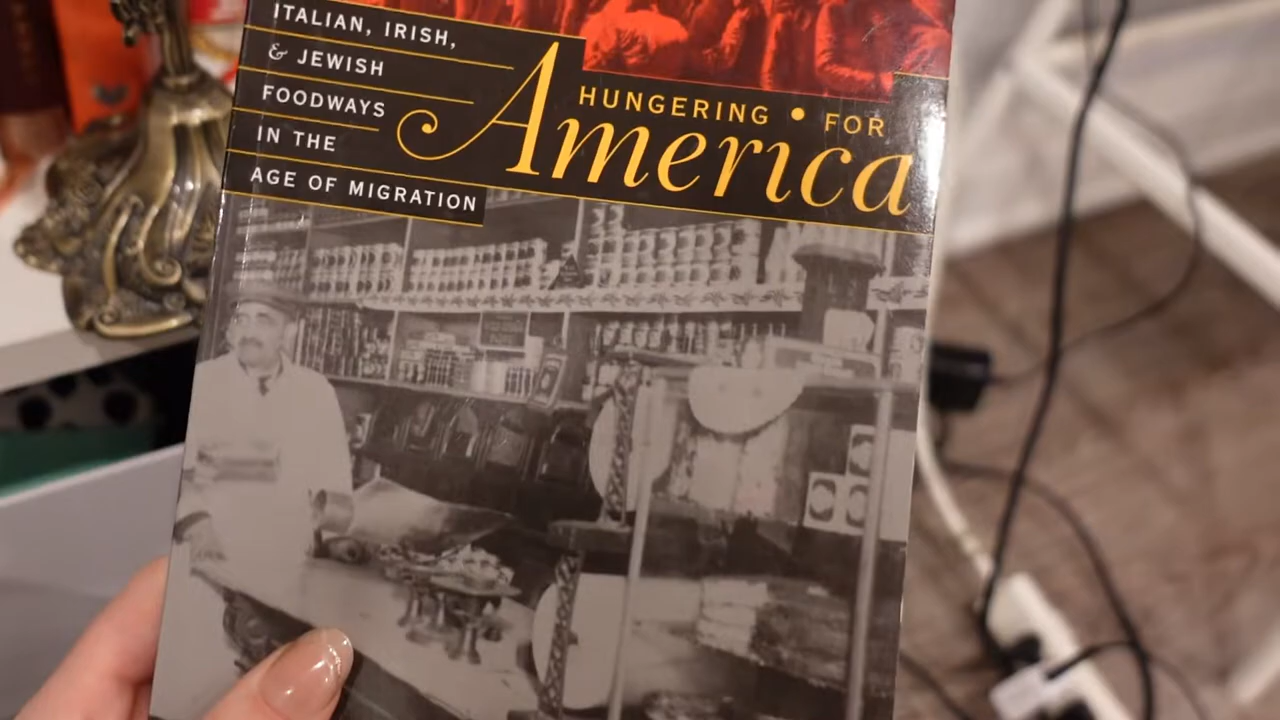 ITALIAN, IRISH,
& JEWISH
FOODWAYS
IN THE
AGE OF MIGRATION
HUNGERING • FOR
America